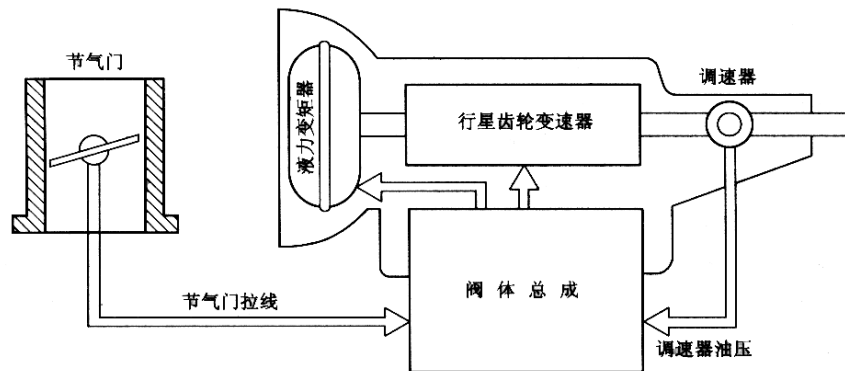 节气门
调速器
液力变矩器
行星齿轮变速器
节气门拉线
阀体总成
调速器油压